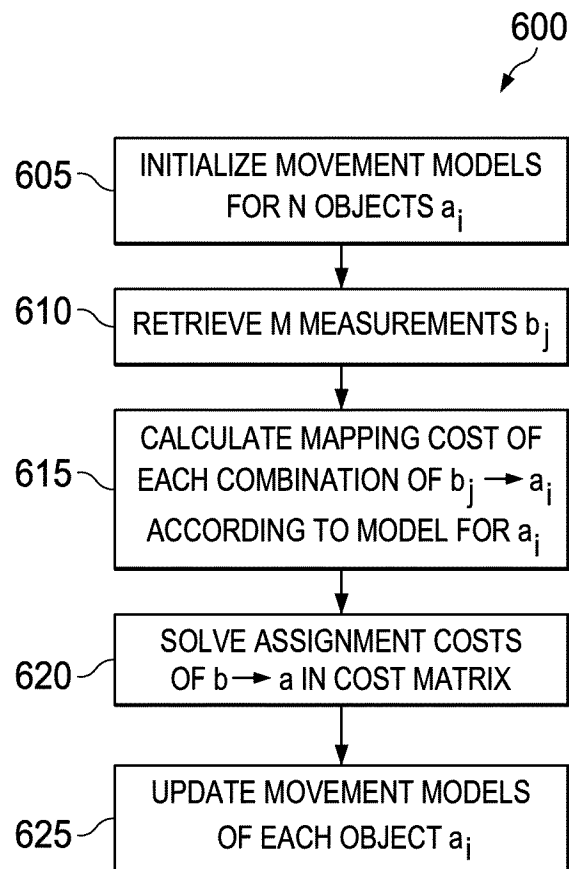 600
605
INITIALIZE MOVEMENT MODELS
FOR N OBJECTS a_i
610
RETRIEVE M MEASUREMENTS b_j
615
CALCULATE MAPPING COST OF
EACH COMBINATION OF b_j → a_i
ACCORDING TO MODEL FOR a_i
620
SOLVE ASSIGNMENT COSTS
OF b → a IN COST MATRIX
625
UPDATE MOVEMENT MODELS
OF EACH OBJECT a_i